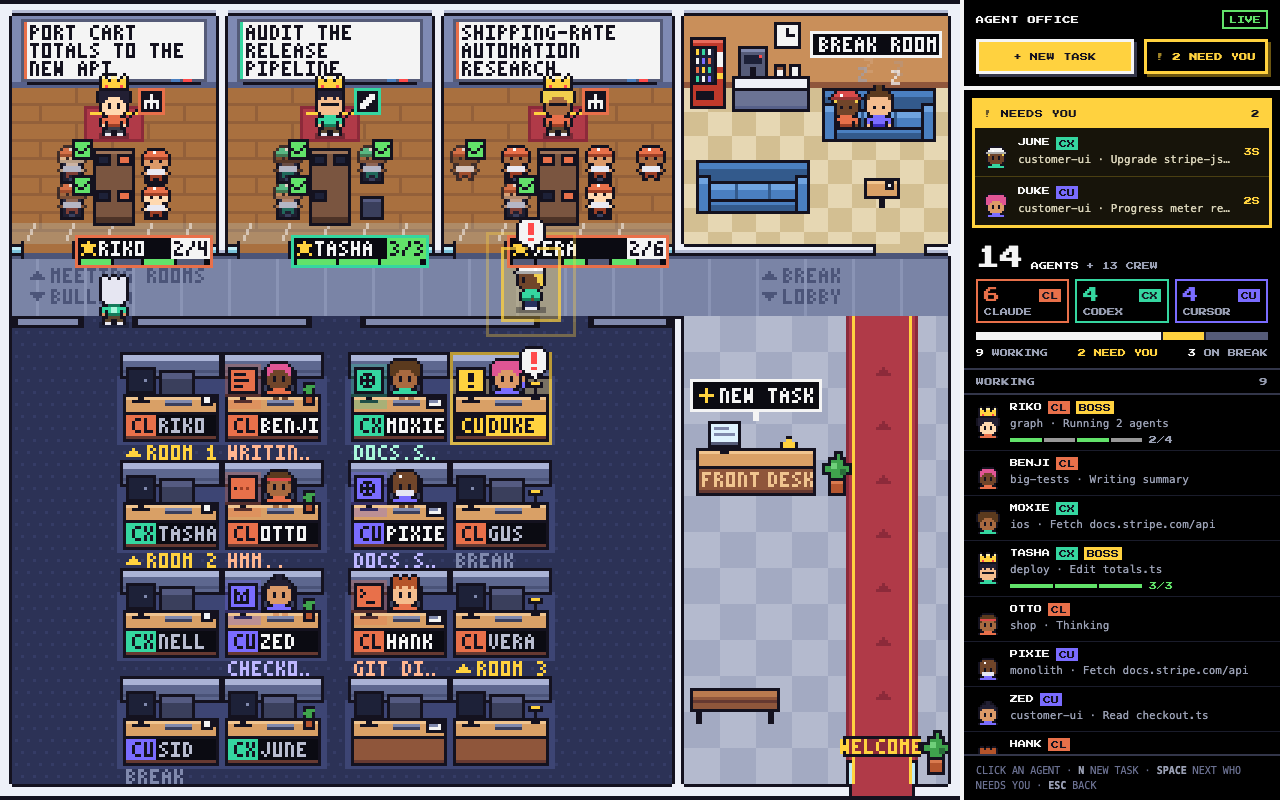 PORT CART
TOTALS TO THE
NEW API
AUDIT THE
RELEASE
PIPELINE
SHIPPING-RATE
AUTOMATION
RESEARCH
BREAK ROOM
Z
Z
RIKO 2/4
TASHA 3/3
VERA 2/6
MEETING ROOMS
BULL
BREAK
LOBBY
CL RIKO
CL BENJI
CX MOXIE
CU DUKE
ROOM 1
WRITIN..
DOCS.S..
CX TASHA
CL OTTO
CU PIXIE
CL GUS
ROOM 2
HMM..
DOCS.S..
BREAK
CX NELL
CU ZED
CL HANK
CL VERA
CHECKO..
GIT DI..
ROOM 3
CU SID
CX JUNE
BREAK
+NEW TASK
FRONT DESK
WELCOME
AGENT OFFICE
LIVE
+ NEW TASK
! 2 NEED YOU
! NEEDS YOU 2
JUNE CX
customer-ui · Upgrade stripe-js…
3S
DUKE CU
customer-ui · Progress meter re…
2S
14 AGENTS + 13 CREW
6 CL
CLAUDE
4 CX
CODEX
4 CU
CURSOR
9 WORKING
2 NEED YOU
3 ON BREAK
WORKING 9
RIKO CL BOSS
graph · Running 2 agents
2/4
BENJI CL
big-tests · Writing summary
MOXIE CX
ios · Fetch docs.stripe.com/api
TASHA CX BOSS
deploy · Edit totals.ts
3/3
OTTO CL
shop · Thinking
PIXIE CU
monolith · Fetch docs.stripe.com/api
ZED CU
customer-ui · Read checkout.ts
HANK CL
CLICK AN AGENT · N NEW TASK · SPACE NEXT WHO
NEEDS YOU · ESC BACK